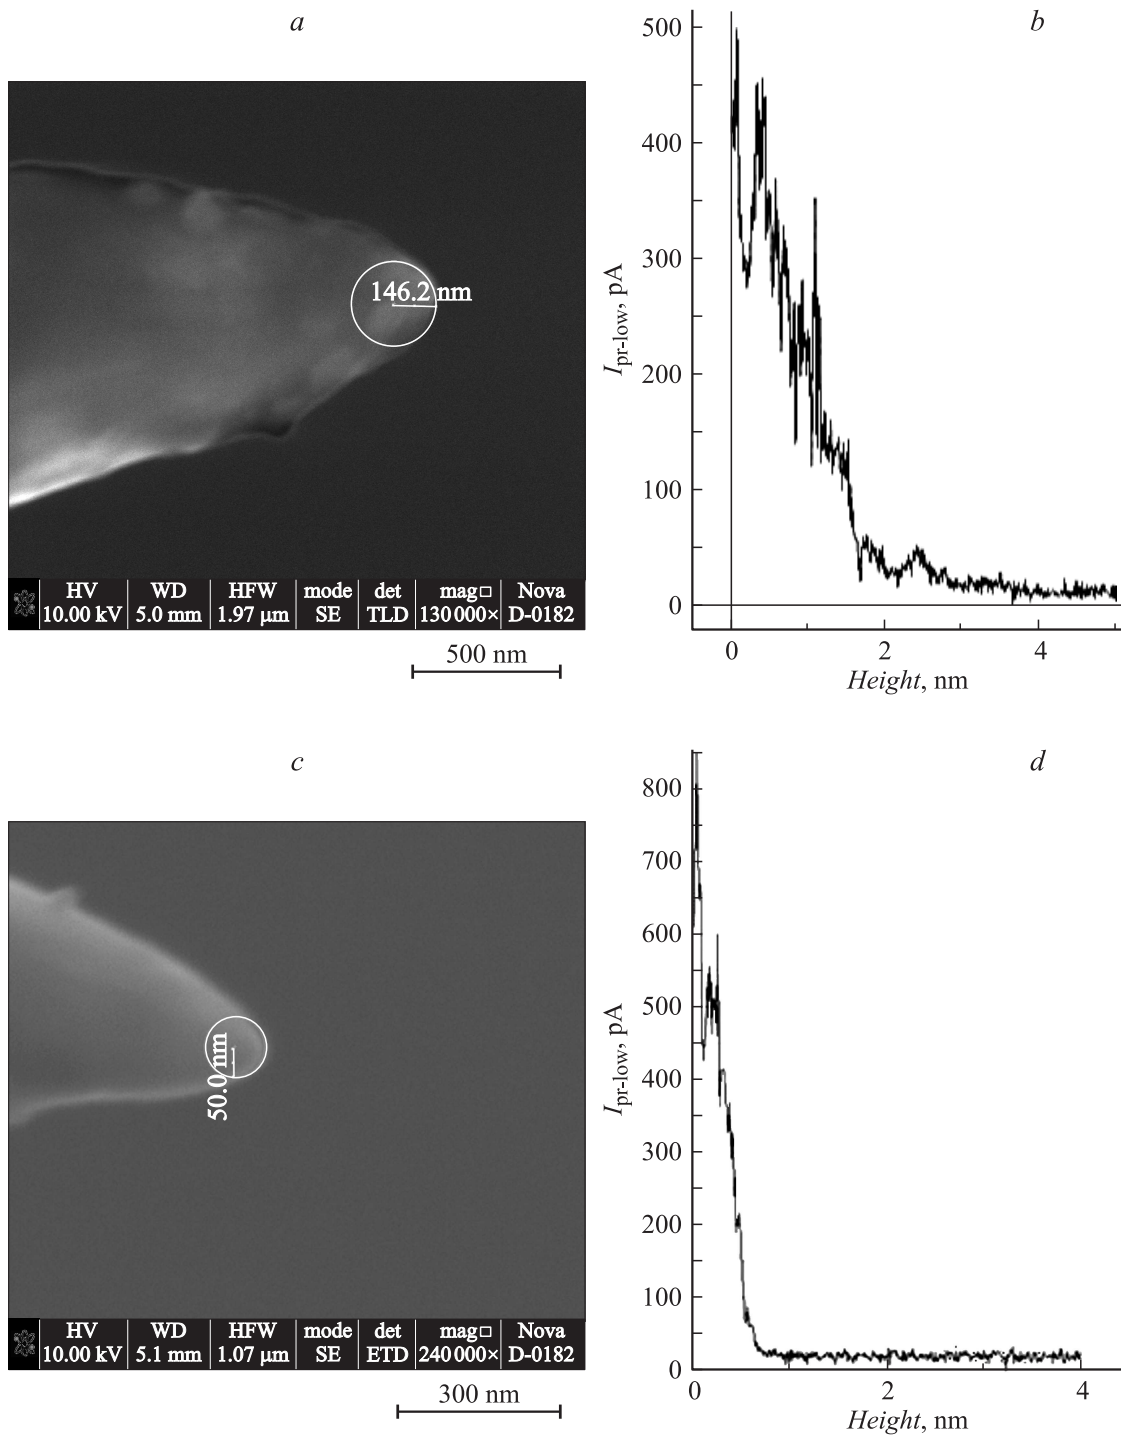 a
146.2 nm
HV WD HFW mode det mag□ Nova
10.00 kV 5.0 mm 1.97 μm SE TLD 130 000× D-0182
500 nm
b
500
400
300
200
100
0
I pr-low, pA
0 2 4
Height, nm
c
50.0 nm
HV WD HFW mode det mag□ Nova
10.00 kV 5.1 mm 1.07 μm SE ETD 240 000× D-0182
300 nm
d
800
700
600
500
400
300
200
100
0
I pr-low, pA
0 2 4
Height, nm